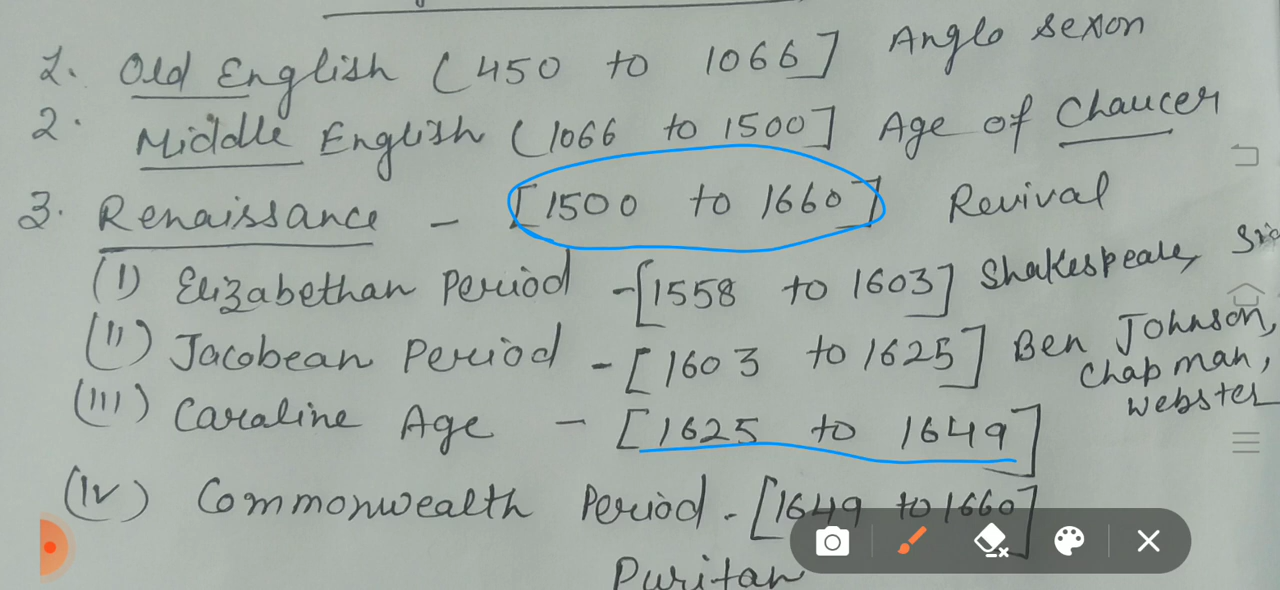 1. Old English (450 to 1066] Anglo Sexon
2. Middle English (1066 to 1500] Age of Chaucer
3. Renaissance - [1500 to 1660] Revival
(I) Elizabethan Period - [1558 to 1603] Shakespeare,
(II) Jacobean Period - [1603 to 1625] Ben Johnson,
Chapman,
Webster
(III) Caroline Age - [1625 to 1649]
(IV) Commonwealth Period - [1649 to 1660]
Puritan